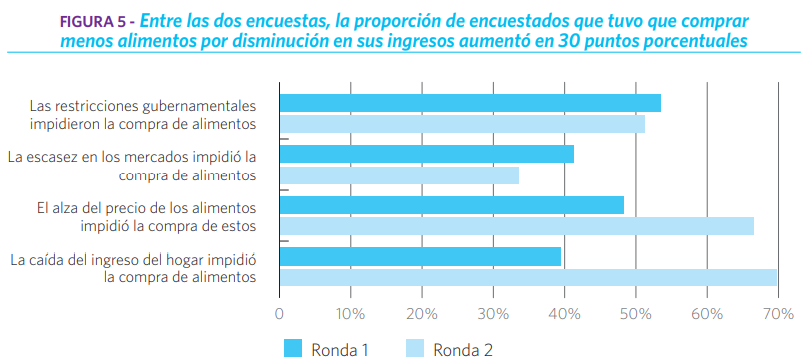 FIGURA 5 - Entre las dos encuestas, la proporción de encuestados que tuvo que comprar
menos alimentos por disminución en sus ingresos aumentó en 30 puntos porcentuales
Las restricciones gubernamentales
impidieron la compra de alimentos
La escasez en los mercados impidió la
compra de alimentos
El alza del precio de los alimentos
impidió la compra de estos
La caída del ingreso del hogar impidió
la compra de alimentos
0 10% 20% 30% 40% 50% 60% 70%
Ronda 1 Ronda 2